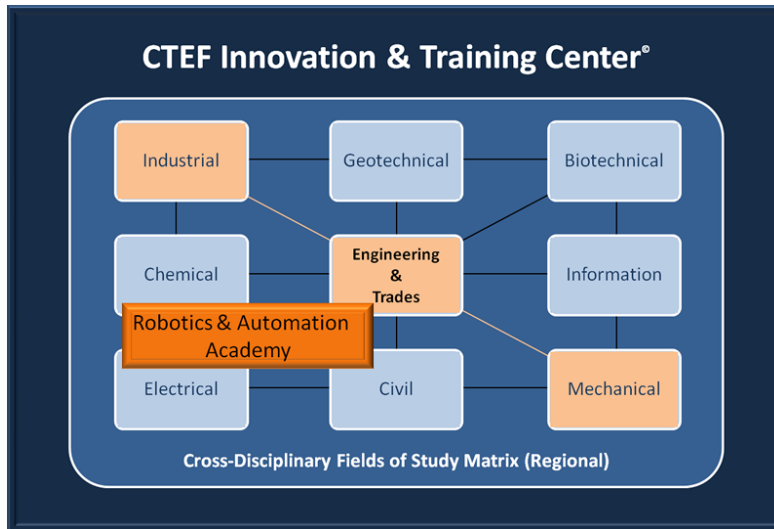 CTEF Innovation & Training Center©
Industrial
Geotechnical
Biotechnical
Chemical
Engineering
&
Trades
Information
Robotics & Automation
Academy
Electrical
Civil
Mechanical
Cross-Disciplinary Fields of Study Matrix (Regional)